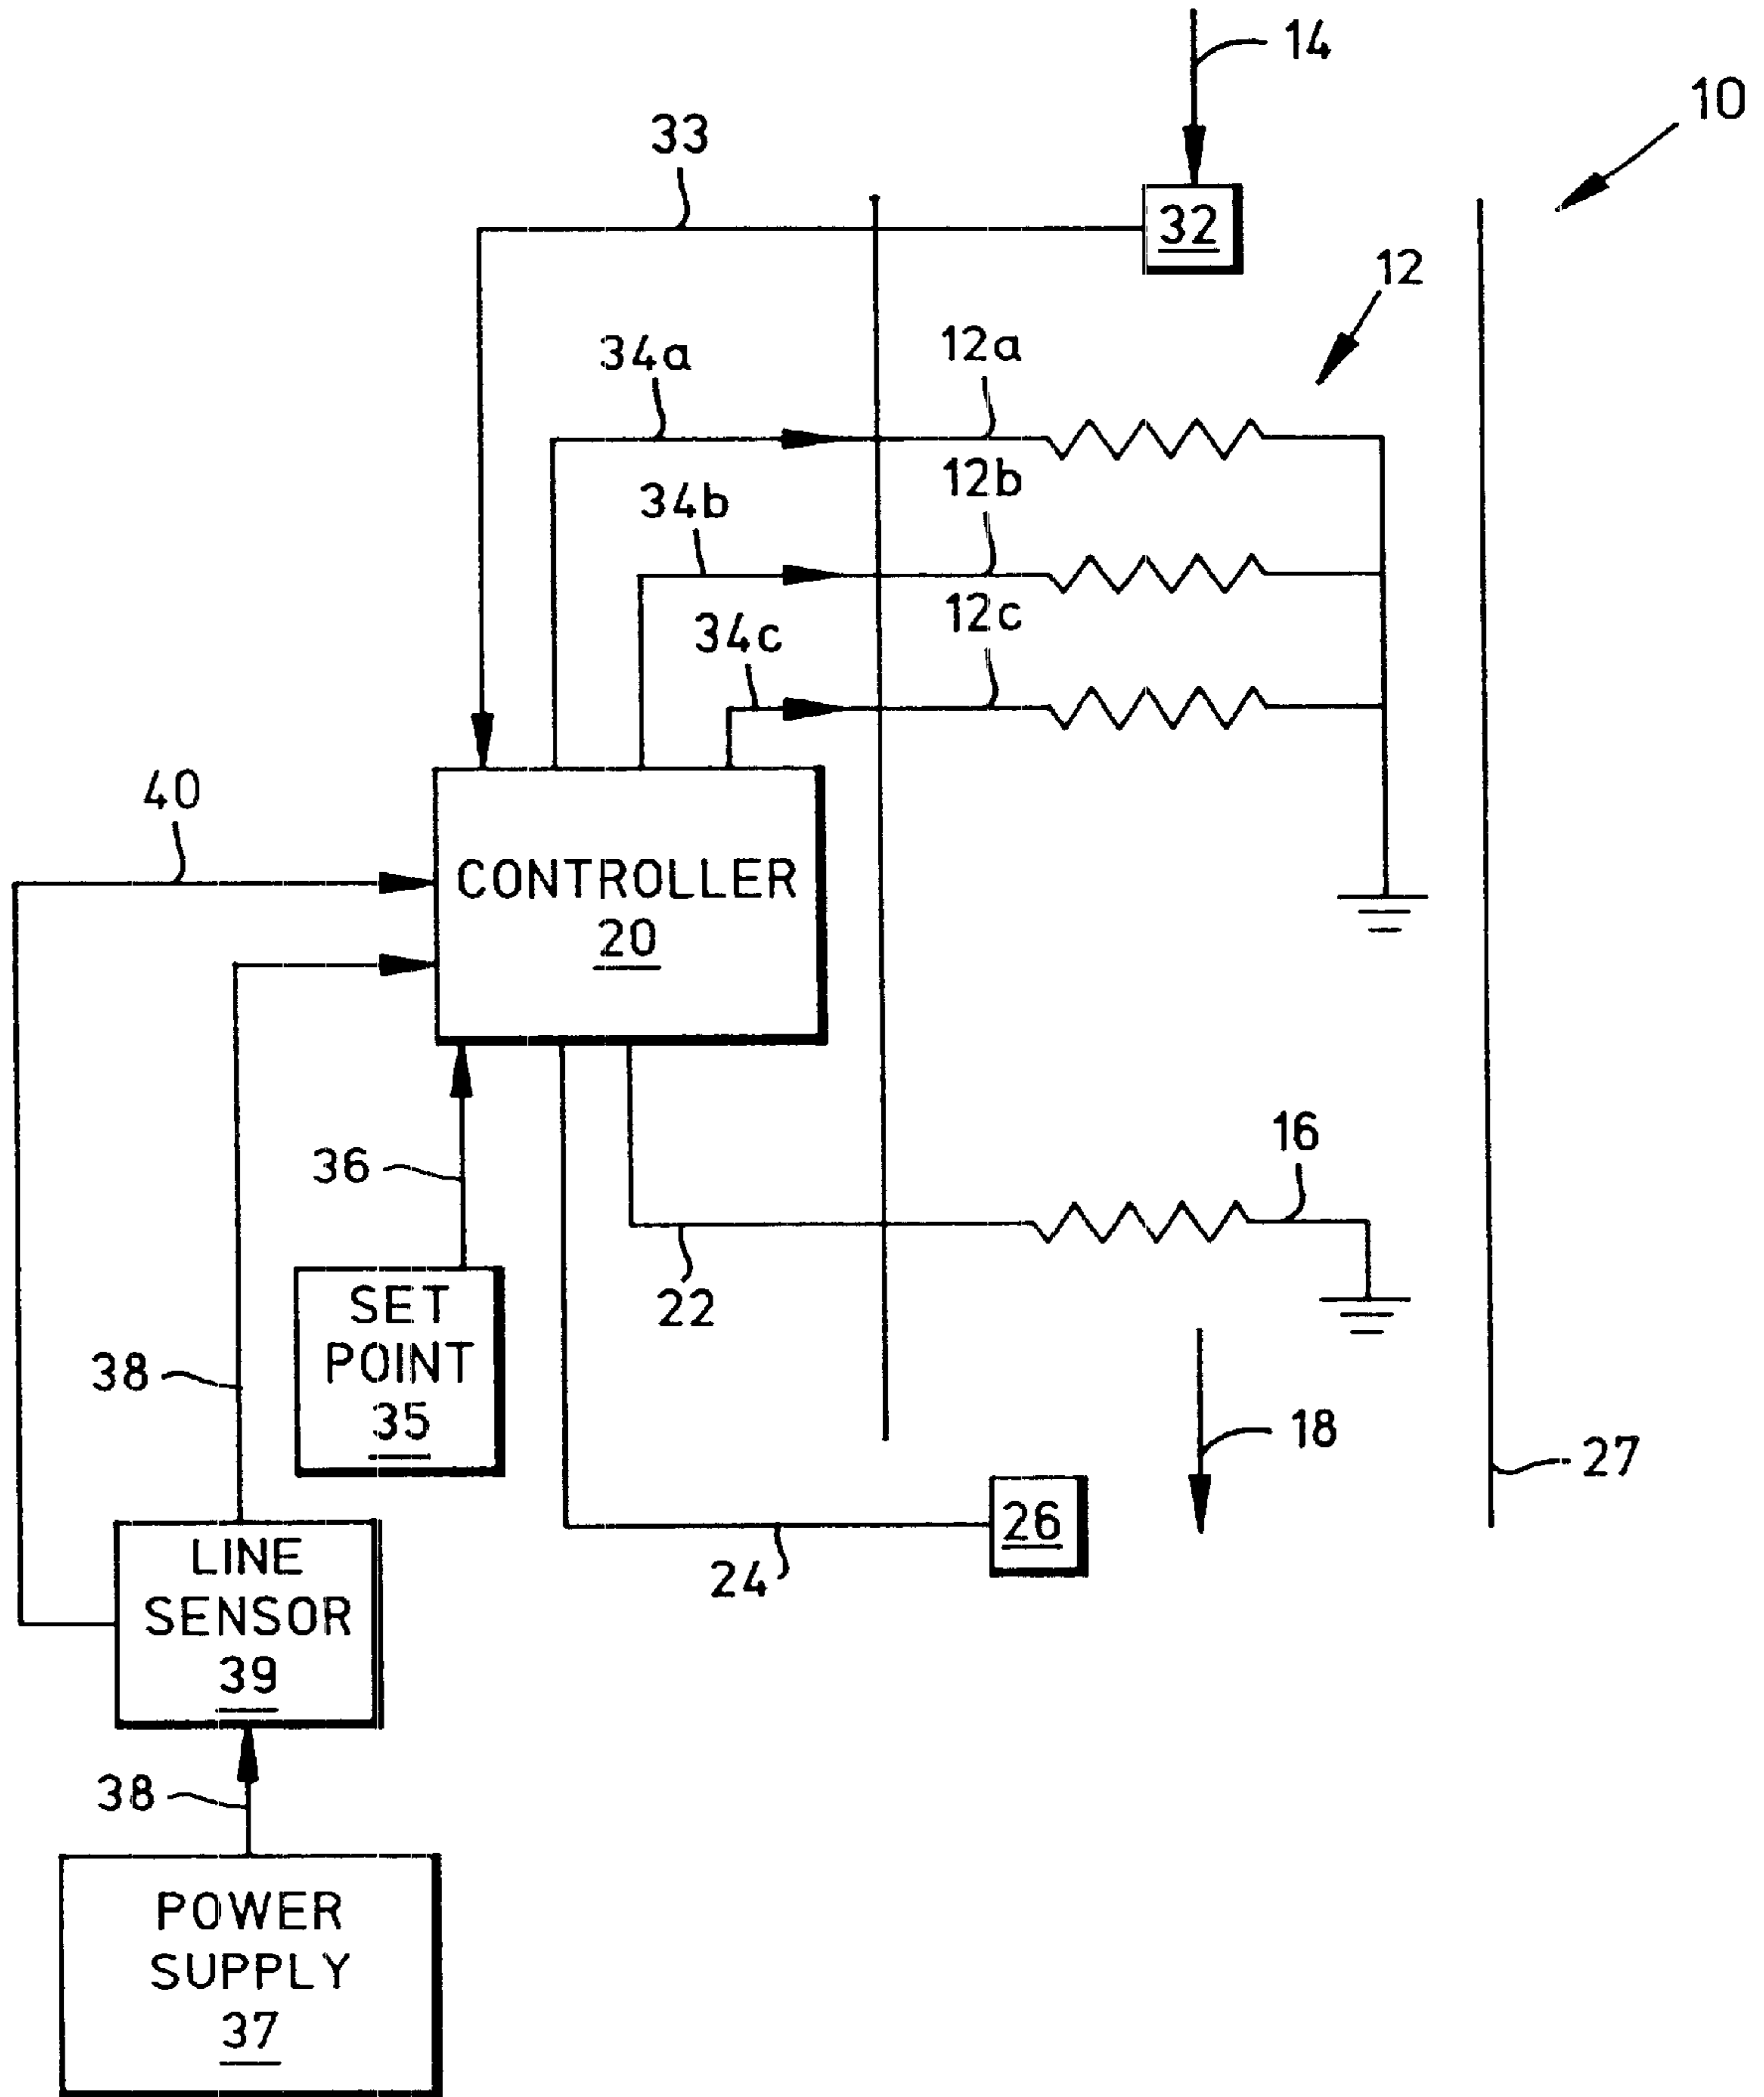 14
10
33
32
12
34a
12a
34b
12b
34c
12c
40
CONTROLLER
20
36
16
22
SET
POINT
35
38
18
27
26
24
LINE
SENSOR
39
38
POWER
SUPPLY
37